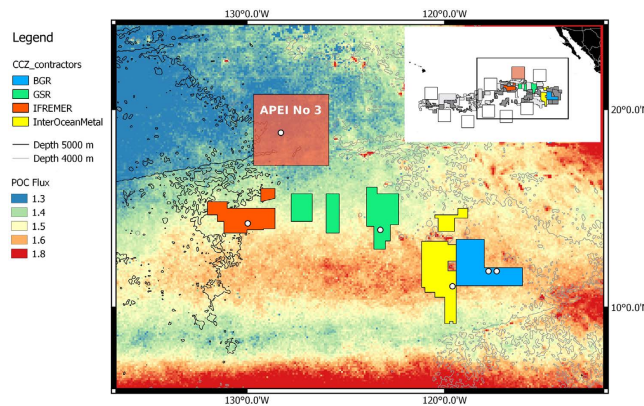 130°0.0'W
120°0.0'W
Legend
CCZ_contractors
BGR
GSR
IFREMER
InterOceanMetal
Depth 5000 m
Depth 4000 m
POC Flux
1.3
1.4
1.5
1.6
1.8
APEI No 3
20°0.0'N
10°0.0'N
130°0.0'W
120°0.0'W